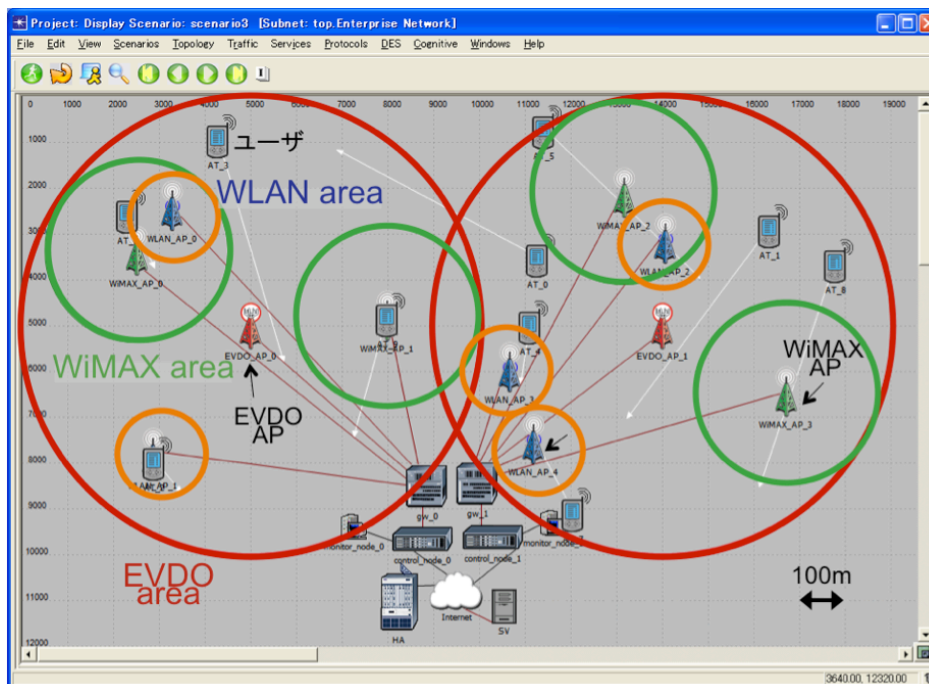 Project: Display Scenario: scenario3 [Subnet: top.Enterprise Network]
File Edit View Scenarios Topology Traffic Services Protocols DES Cognitive Windows Help
0 1000 2000 3000 4000 5000 6000 7000 8000 9000 10000 11000 12000 13000 14000 15000 16000 17000 18000 19000
1000
2000
3000
4000
5000
6000
7000
8000
9000
10000
11000
12000
AT_3
ユーザ
AT_5
WLAN area
WiMAX_AP_2
WLAN_AP_0
WLAN_AP_2
AT_1
WiMAX_AP_0
AT_0
AT_8
WiMAX_AP_1
AT_4
EVDO_AP_0
EVDO_AP_1
WiMAX area
WiMAX
AP
EVDO
AP
WLAN_AP_3
WiMAX_AP_3
WLAN_AP_4
WLAN_AP_1
gw_0
gw_1
monitor_node_0
control_node_0
control_node_1
EVDO
area
100m
Internet
HA
SV
3640.00, 12320.00